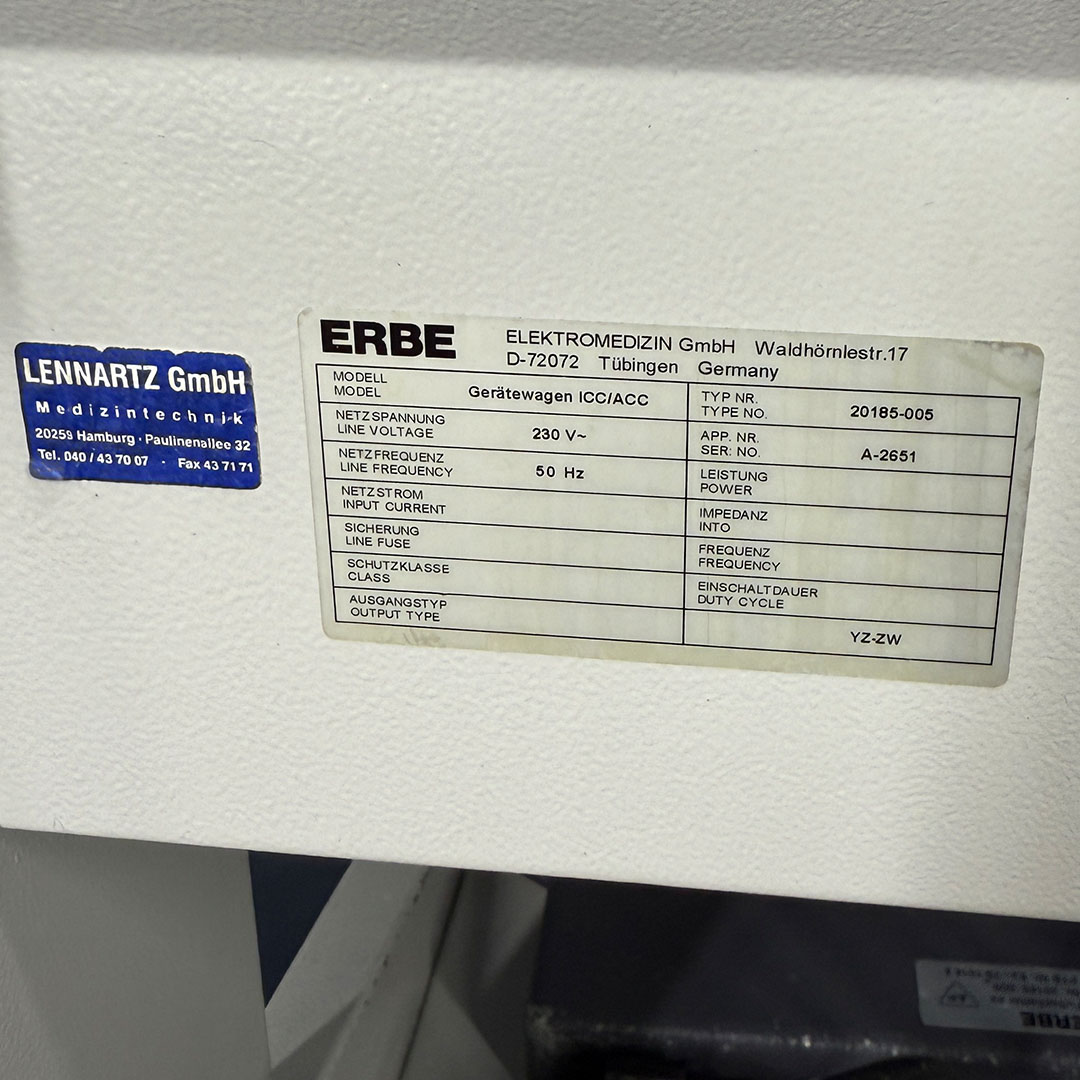 LENNARTZ GmbH
Medizintechnik
20259 Hamburg · Paulinenallee 32
Tel. 040 / 43 70 07 · Fax 43 71 71
ERBE
ELEKTROMEDIZIN GmbH Waldhörnlestr.17
D-72072 Tübingen Germany
MODELL
MODEL
Gerätewagen ICC/ACC
NETZSPANNUNG
LINE VOLTAGE
230 V~
NETZFREQUENZ
LINE FREQUENCY
50 Hz
NETZSTROM
INPUT CURRENT
SICHERUNG
LINE FUSE
SCHUTZKLASSE
CLASS
AUSGANGSTYP
OUTPUT TYPE
TYP NR.
TYPE NO.
20185-005
APP. NR.
SER: NO.
A-2651
LEISTUNG
POWER
IMPEDANZ
INTO
FREQUENZ
FREQUENCY
EINSCHALTDAUER
DUTY CYCLE
YZ-ZW
ERBE